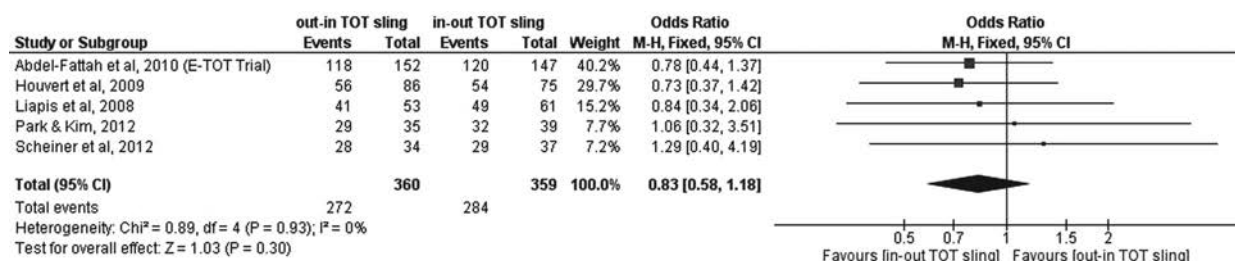 out-in TOT sling in-out TOT sling Odds Ratio Odds Ratio
Study or Subgroup Events Total Events Total Weight M-H, Fixed, 95% CI M-H, Fixed, 95% CI
Abdel-Fattah et al, 2010 (E-TOT Trial) 118 152 120 147 40.2% 0.78 [0.44, 1.37]
Houvert et al, 2009 56 86 54 75 29.7% 0.73 [0.37, 1.42]
Liapis et al, 2008 41 53 49 61 15.2% 0.84 [0.34, 2.06]
Park & Kim, 2012 29 35 32 39 7.7% 1.06 [0.32, 3.51]
Scheiner et al, 2012 28 34 29 37 7.2% 1.29 [0.40, 4.19]
Total (95% CI) 360 359 100.0% 0.83 [0.58, 1.18]
Total events 272 284
Heterogeneity: Chi² = 0.89, df = 4 (P = 0.93); I² = 0%
Test for overall effect: Z = 1.03 (P = 0.30)
0.5 0.7 1 1.5 2
Favours [in-out TOT sling] Favours [out-in TOT sling]